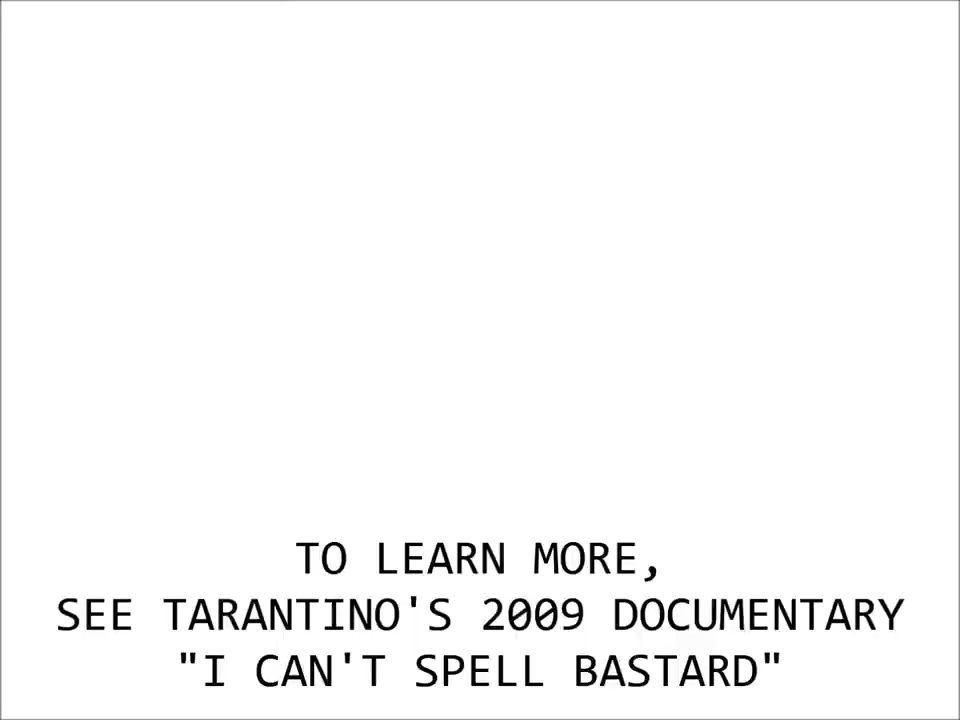 TO LEARN MORE,
SEE TARANTINO'S 2009 DOCUMENTARY
"I CAN'T SPELL BASTARD"